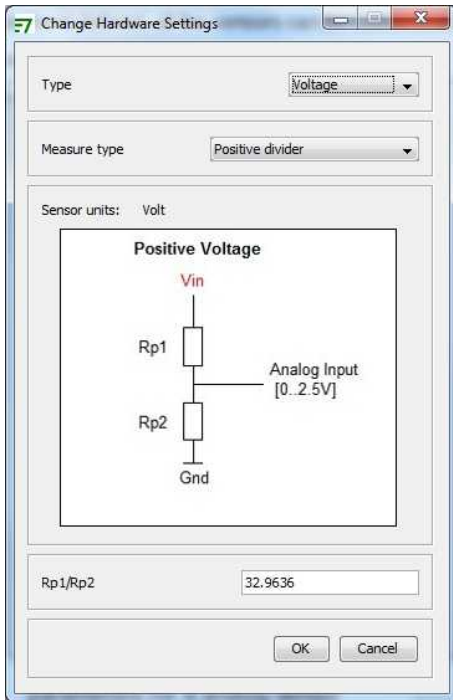 Change Hardware Settings
Type
Voltage
Measure type
Positive divider
Sensor units: Volt
Positive Voltage
Vin
Rp1
Analog Input
[0..2.5V]
Rp2
Gnd
Rp1/Rp2
32.9636
OK
Cancel